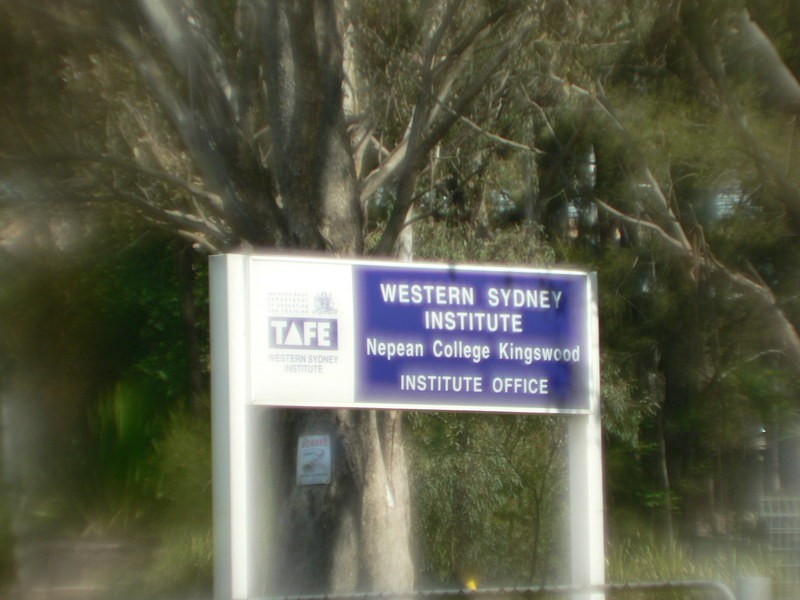 TAFE
WESTERN SYDNEY
INSTITUTE
WESTERN SYDNEY
INSTITUTE
Nepean College Kingswood
INSTITUTE OFFICE